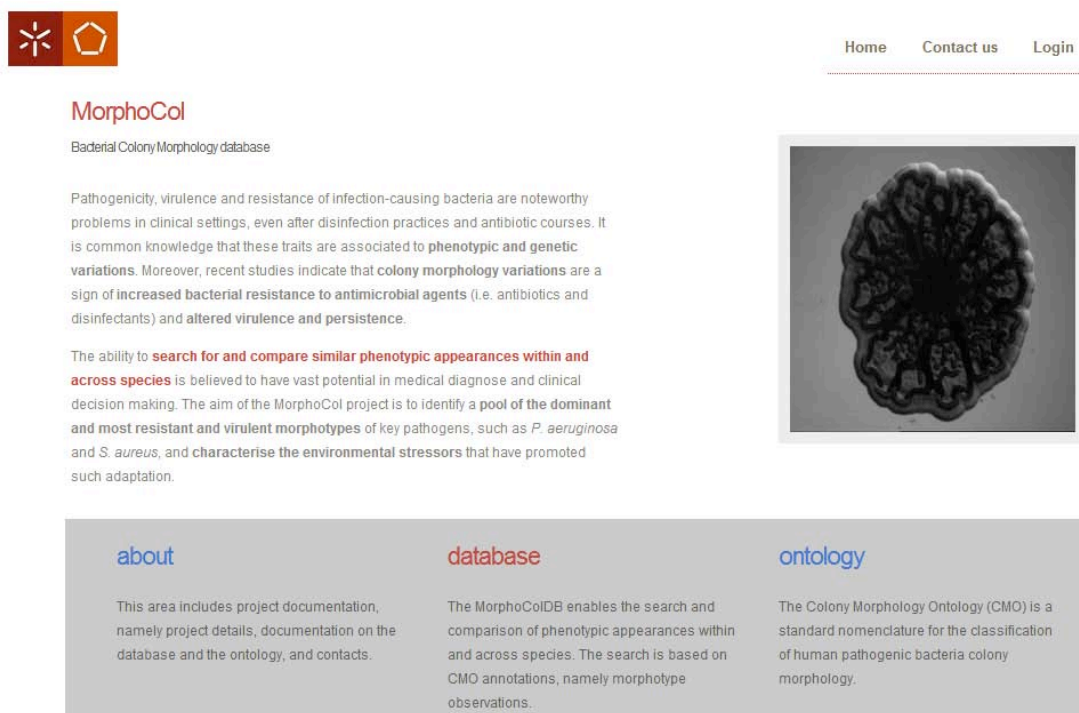 Home Contact us Login
MorphoCol
Bacterial Colony Morphology database
Pathogenicity, virulence and resistance of infection-causing bacteria are noteworthy
problems in clinical settings, even after disinfection practices and antibiotic courses. It
is common knowledge that these traits are associated to phenotypic and genetic
variations. Moreover, recent studies indicate that colony morphology variations are a
sign of increased bacterial resistance to antimicrobial agents (i.e. antibiotics and
disinfectants) and altered virulence and persistence.
The ability to search for and compare similar phenotypic appearances within and
across species is believed to have vast potential in medical diagnose and clinical
decision making. The aim of the MorphoCol project is to identify a pool of the dominant
and most resistant and virulent morphotypes of key pathogens, such as P. aeruginosa
and S. aureus, and characterise the environmental stressors that have promoted
such adaptation.
about
This area includes project documentation,
namely project details, documentation on the
database and the ontology, and contacts.
database
The MorphoColDB enables the search and
comparison of phenotypic appearances within
and across species. The search is based on
CMO annotations, namely morphotype
observations.
ontology
The Colony Morphology Ontology (CMO) is a
standard nomenclature for the classification
of human pathogenic bacteria colony
morphology.